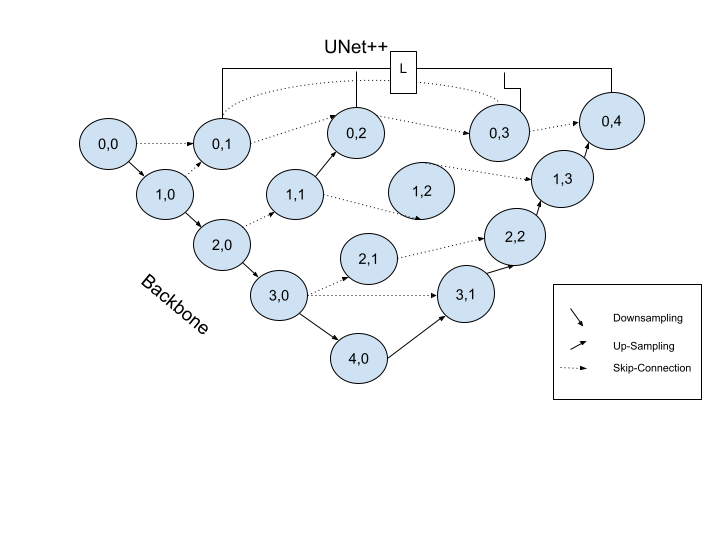 UNet++
L
0,0
0,1
0,2
0,3
0,4
1,0
1,1
1,2
1,3
2,0
2,1
2,2
3,0
3,1
4,0
Backbone
Downsampling
Up-Sampling
Skip-Connection